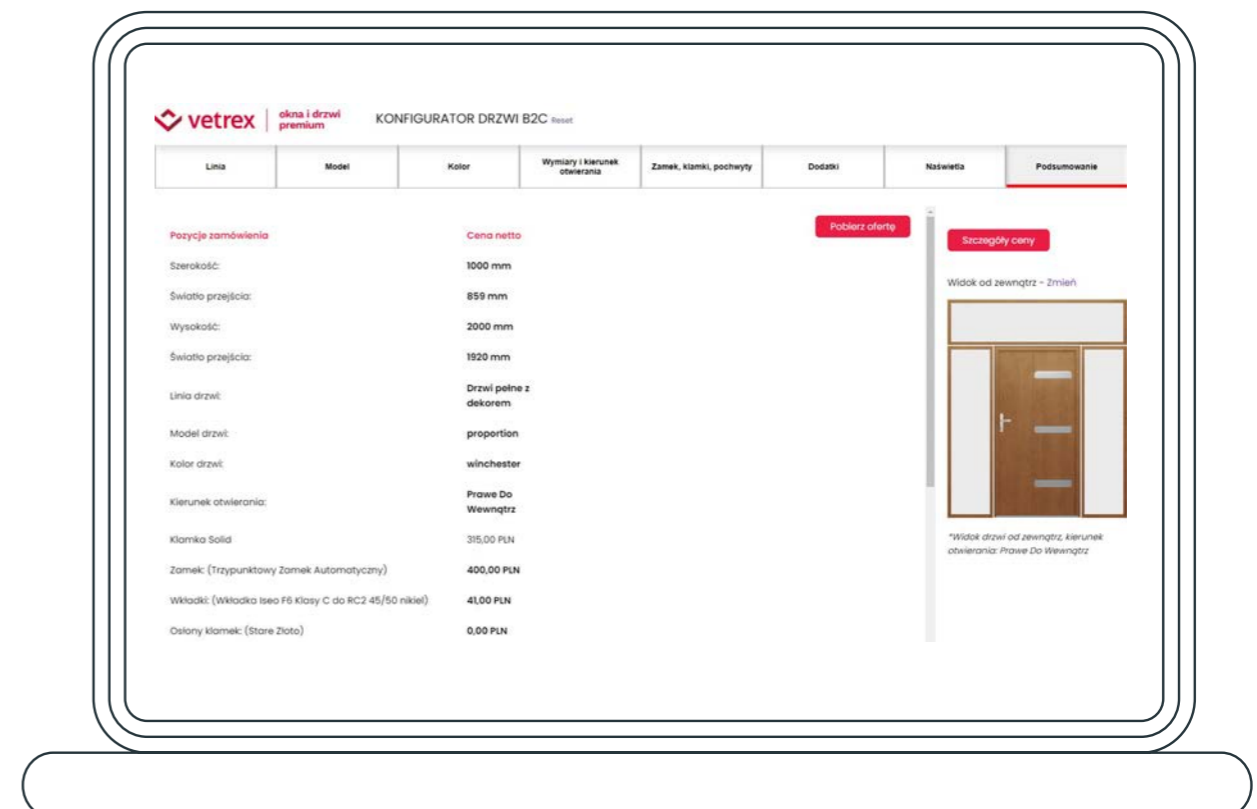 vetrex
okna i drzwi
premium
KONFIGURATOR DRZWI B2C Reset
Linia
Model
Kolor
Wymiary i kierunek
otwierania
Zamek, klamki, pochwyty
Dodatki
Naświetla
Podsumowanie
Pozycje zamówienia Cena netto
Pobierz ofertę
Szerokość: 1000 mm
Światło przejścia: 859 mm
Wysokość: 2000 mm
Światło przejścia: 1920 mm
Linia drzwi: Drzwi pełne z
dekorem
Model drzwi: proportion
Kolor drzwi: winchester
Kierunek otwierania: Prawe Do
Wewnątrz
Klamka Solid 315,00 PLN
Zamek: (Trzypunktowy Zamek Automatyczny) 400,00 PLN
Wkładki: (Wkładka Iseo F6 Klasy C do RC2 45/50 nikiel) 41,00 PLN
Osłony klamek: (Stare Złoto) 0,00 PLN
Szczegóły ceny
Widok od zewnątrz - Zmień
*Widok drzwi od zewnątrz, kierunek
otwierania: Prawe Do Wewnątrz